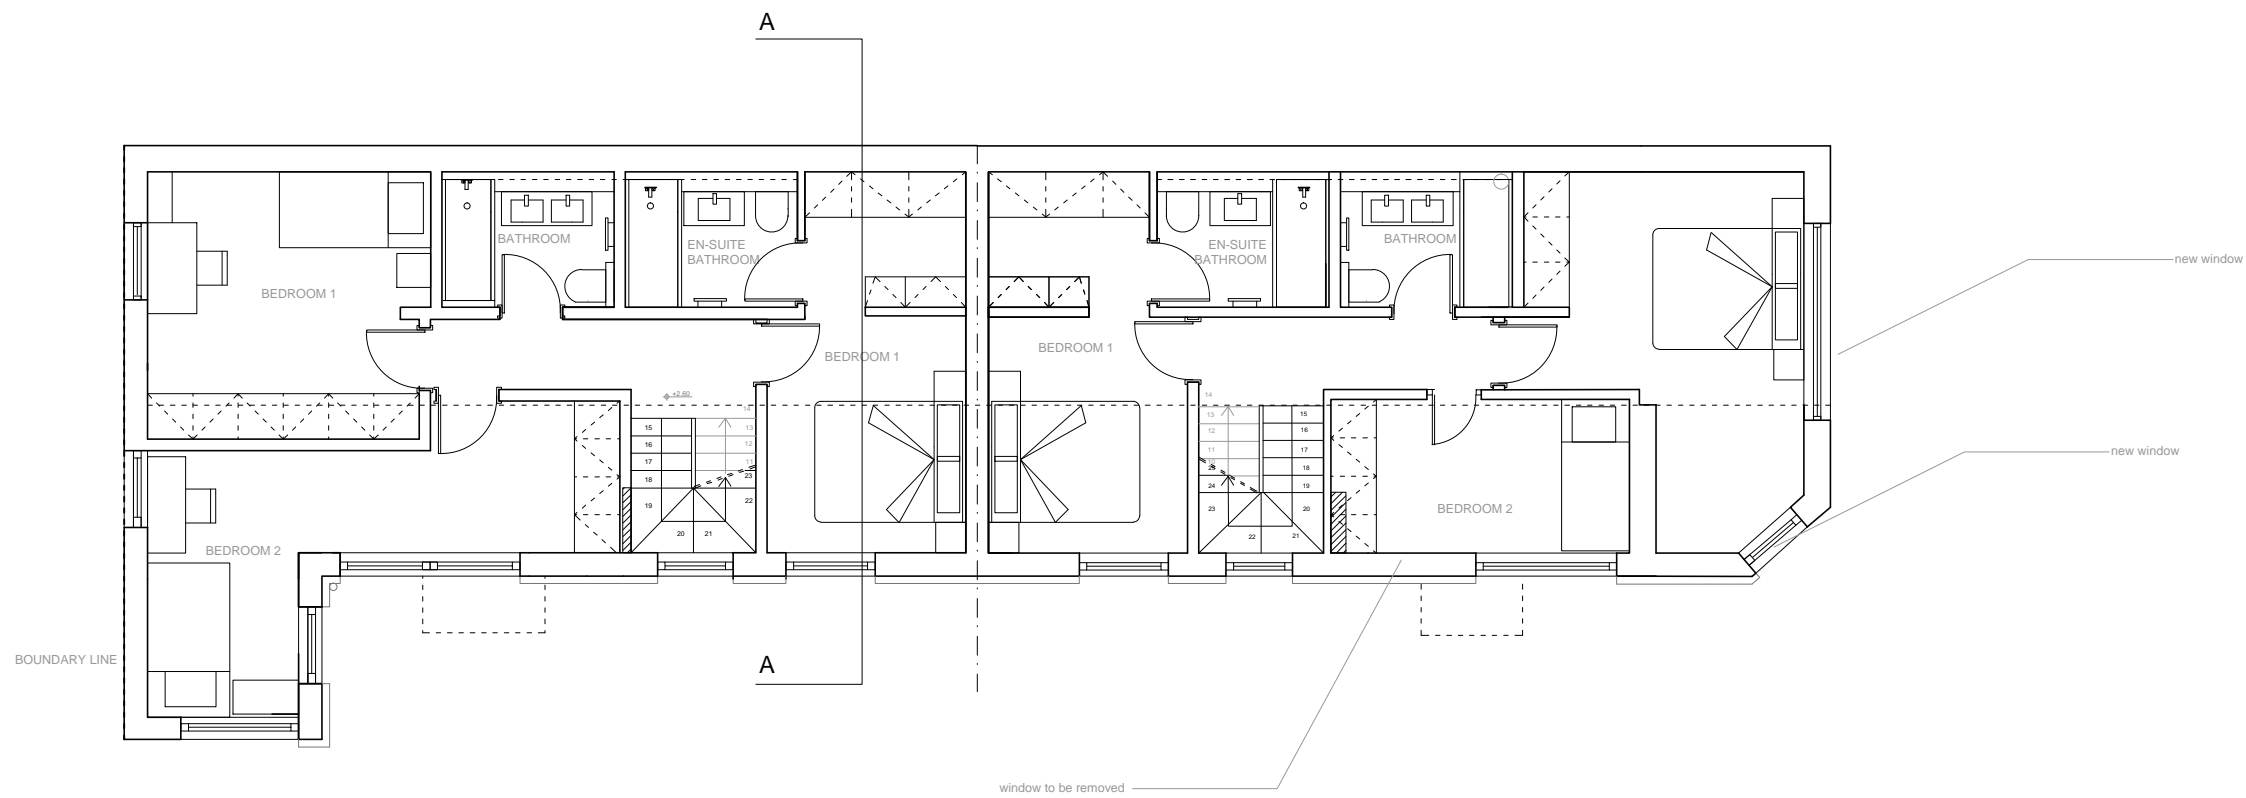 A
new window
BATHROOM
EN-SUITE
BATHROOM
EN-SUITE
BATHROOM
BATHROOM
BEDROOM 1
BEDROOM 1
BEDROOM 1
+2.60
14
15
13
16
12
17
11
18
23
19
22
20
21
14
13
15
12
16
11
17
10
25
18
24
19
23
20
22
21
new window
BEDROOM 2
BEDROOM 2
BOUNDARY LINE
A
window to be removed